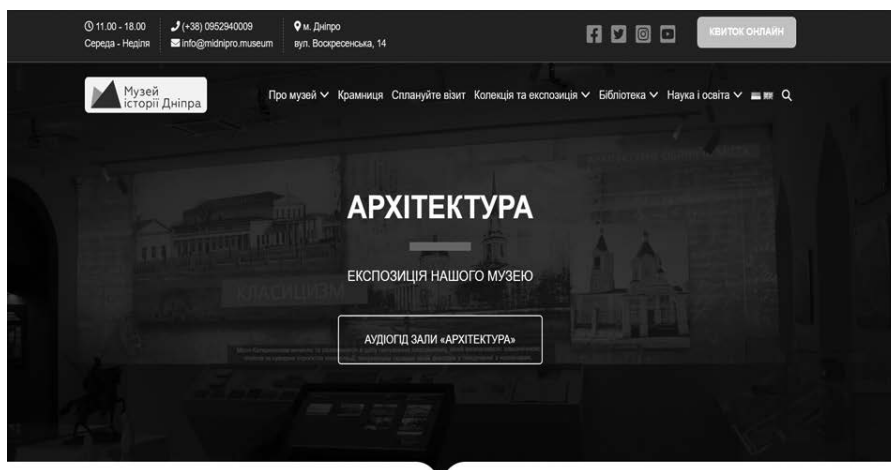 11.00 - 18.00
Середа - Неділя
(+38) 0952940009
info@midnipro.museum
м. Дніпро
вул. Воскресенська, 14
КВИТОК ОНЛАЙН
Музей
історії Дніпра
Про музей Крамниця Сплануйте візит Колекція та експозиція Бібліотека Наука і освіта
АРХІТЕКТУРА
ЕКСПОЗИЦІЯ НАШОГО МУЗЕЮ
КЛАСИЦИЗМ
АУДІОГІД ЗАЛИ «АРХІТЕКТУРА»